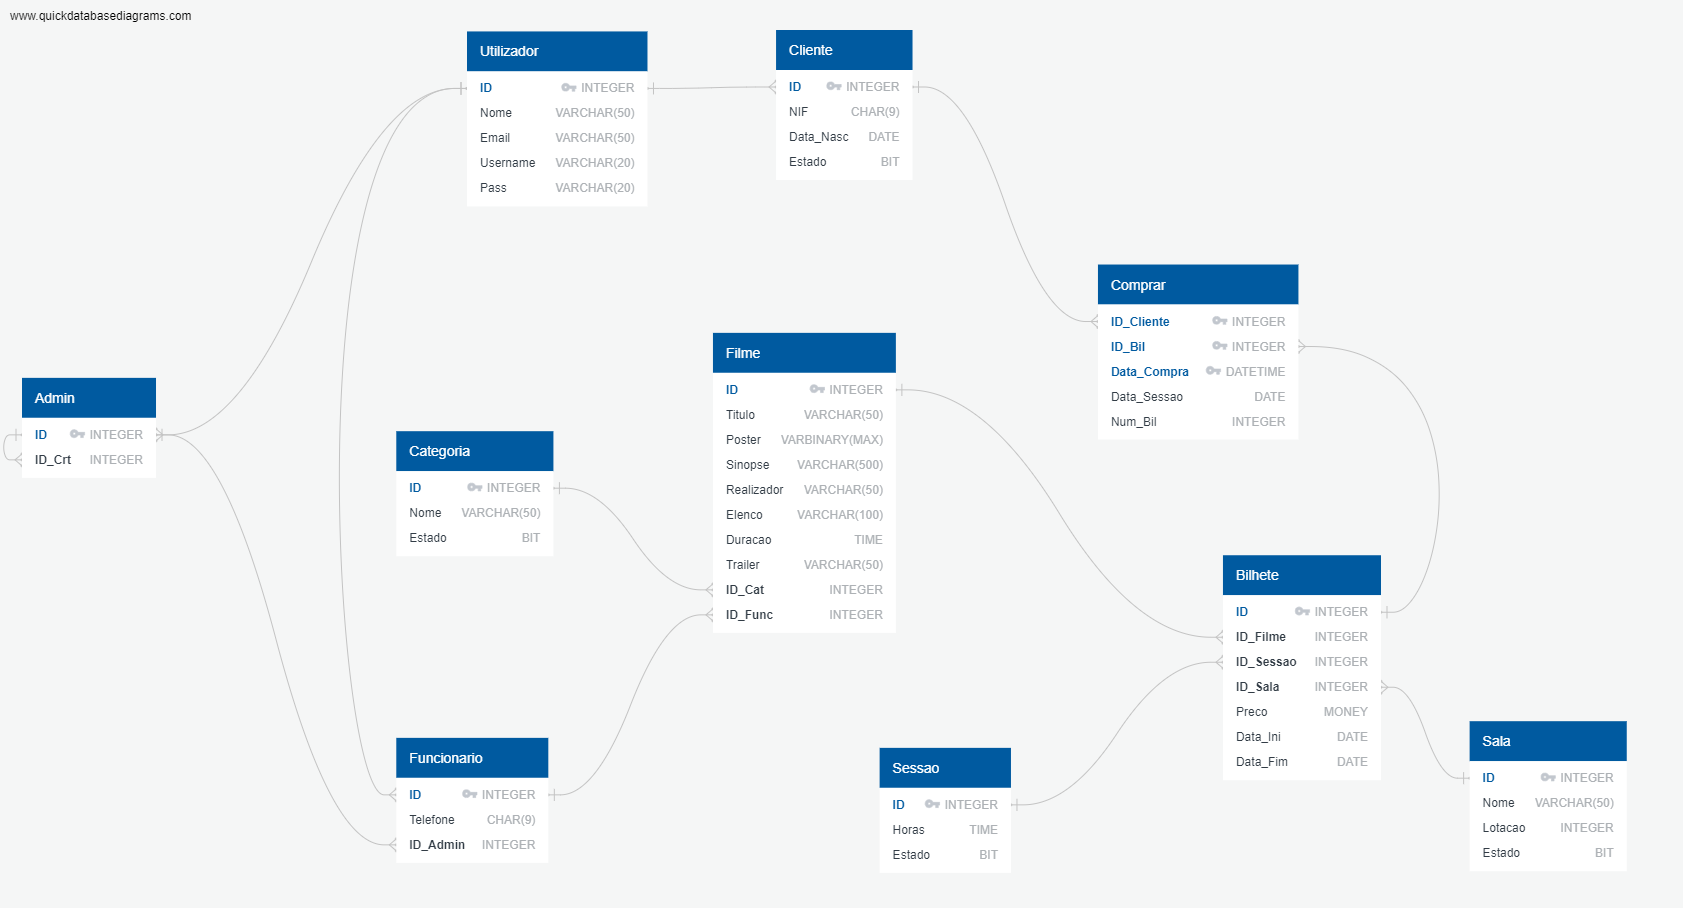 www.quickdatabasediagrams.com
Utilizador
ID INTEGER
Nome VARCHAR(50)
Email VARCHAR(50)
Username VARCHAR(20)
Pass VARCHAR(20)
Cliente
ID INTEGER
NIF CHAR(9)
Data_Nasc DATE
Estado BIT
Comprar
ID_Cliente INTEGER
ID_Bil INTEGER
Data_Compra DATETIME
Data_Sessao DATE
Num_Bil INTEGER
Filme
ID INTEGER
Titulo VARCHAR(50)
Poster VARBINARY(MAX)
Sinopse VARCHAR(500)
Realizador VARCHAR(50)
Elenco VARCHAR(100)
Duracao TIME
Trailer VARCHAR(50)
ID_Cat INTEGER
ID_Func INTEGER
Admin
ID INTEGER
ID_Crt INTEGER
Categoria
ID INTEGER
Nome VARCHAR(50)
Estado BIT
Bilhete
ID INTEGER
ID_Filme INTEGER
ID_Sessao INTEGER
ID_Sala INTEGER
Preco MONEY
Data_Ini DATE
Data_Fim DATE
Funcionario
ID INTEGER
Telefone CHAR(9)
ID_Admin INTEGER
Sessao
ID INTEGER
Horas TIME
Estado BIT
Sala
ID INTEGER
Nome VARCHAR(50)
Lotacao INTEGER
Estado BIT